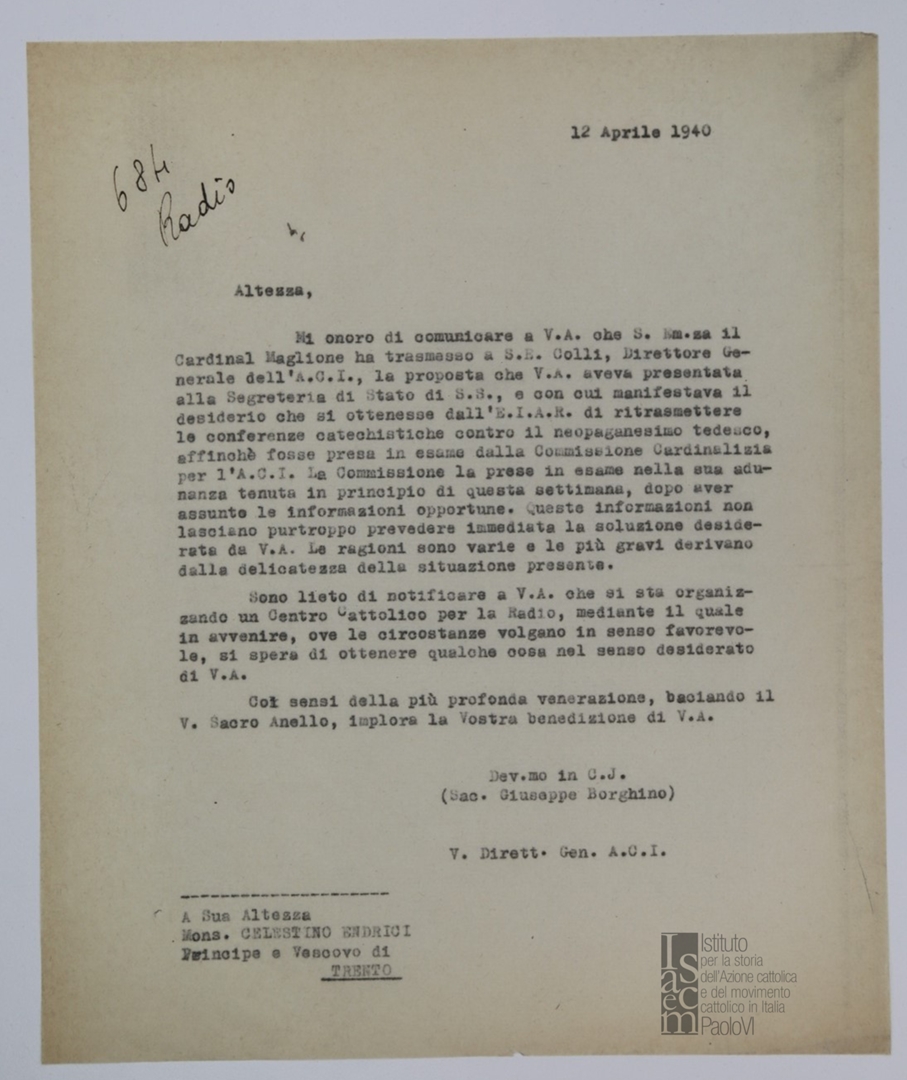 12 Aprile 1940
684
Radio
Altezza,
Mi onoro di comunicare a V.A. che S. Em.za il
Cardinal Maglione ha trasmesso a S.E. Colli, Direttore Ge-
nerale dell'A.C.I., la proposta che V.A. aveva presentata
alla Segreteria di Stato di S.S., e con cui manifestava il
desiderio che si ottenesse dall'E.I.A.R. di ritrasmettere
le conferenze catechistiche contro il neopaganesimo tedesco,
affinchè fosse presa in esame dalla Commissione Cardinalizia
per l'A.C.I. La Commissione la prese in esame nella sua adu-
nanza tenuta in principio di questa settimana, dopo aver
assunto le informazioni opportune. Queste informazioni non
lasciano purtroppo prevedere immediata la soluzione deside-
rata da V.A. Le ragioni sono varie e le più gravi derivano
dalla delicatezza della situazione presente.
Sono lieto di notificare a V.A. che si sta organiz-
zando un Centro Cattolico per la Radio, mediante il quale
in avvenire, ove le circostanze volgano in senso favorevo-
le, si spera di ottenere qualche cosa nel senso desiderato
di V.A.
Coi sensi della più profonda venerazione, baciando il
V. Sacro Anello, implora la Vostra benedizione di V.A.
Dev.mo in C.J.
(Sac. Giuseppe Borghino)
V. Dirett. Gen. A.C.I.
A Sua Altezza
Mons. CELESTINO ENDRICI
Principe e Vescovo di
TRENTO
Isacem
Istituto
per la storia
dell'Azione cattolica
e del movimento
cattolico in Italia
PaoloVI